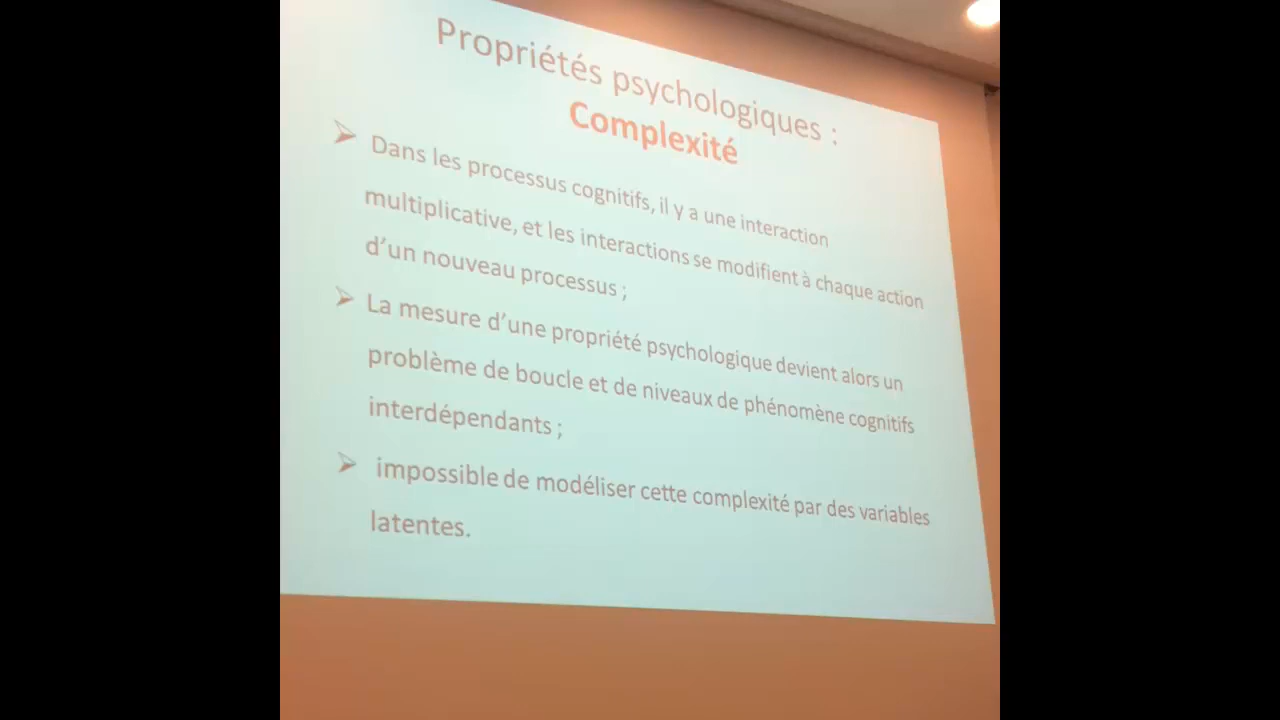 Propriétés psychologiques :
Complexité
➢ Dans les processus cognitifs, il y a une interaction
multiplicative, et les interactions se modifient à chaque action
d’un nouveau processus ;
➢ La mesure d’une propriété psychologique devient alors un
problème de boucle et de niveaux de phénomène cognitifs
interdépendants ;
➢ impossible de modéliser cette complexité par des variables
latentes.